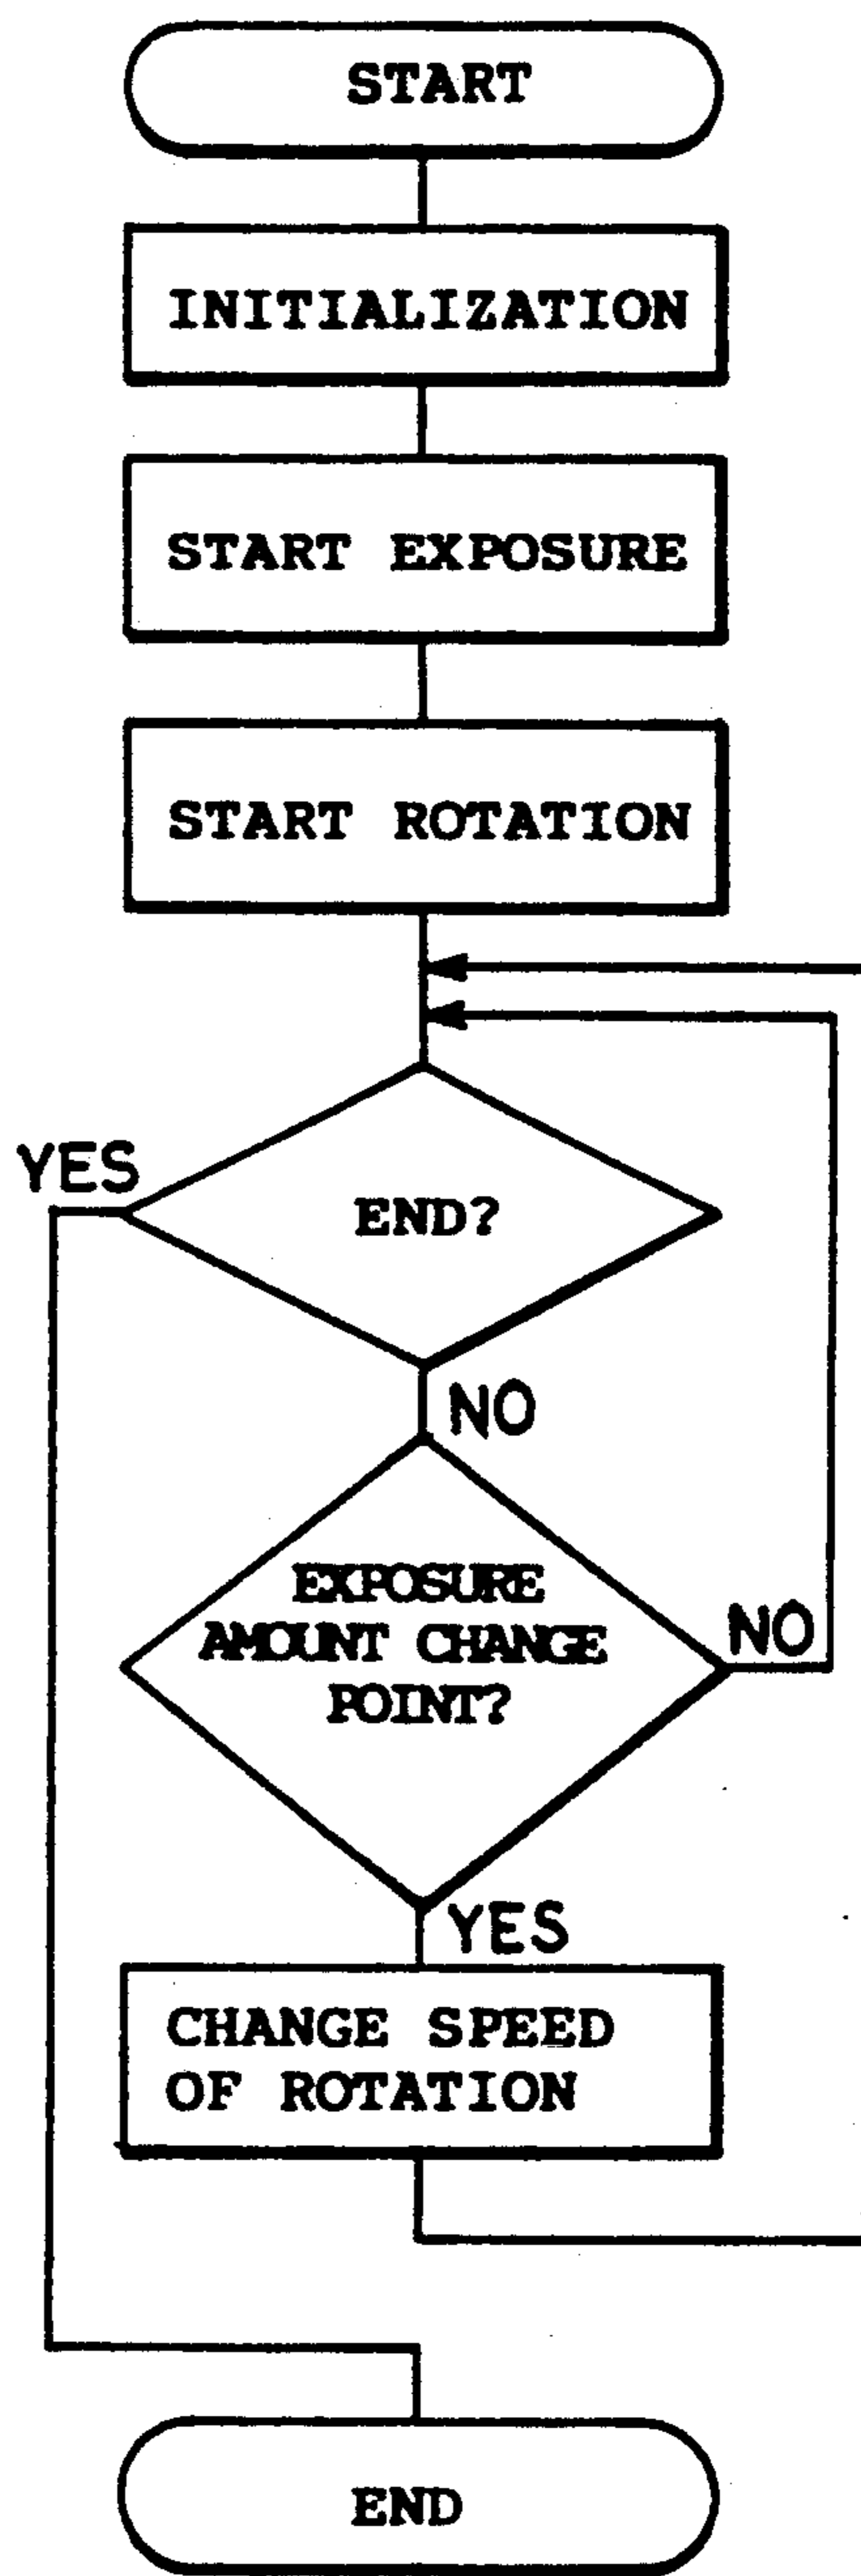 START
INITIALIZATION
START EXPOSURE
START ROTATION
YES
END?
NO
EXPOSURE
AMOUNT CHANGE
POINT?
NO
YES
CHANGE SPEED
OF ROTATION
END